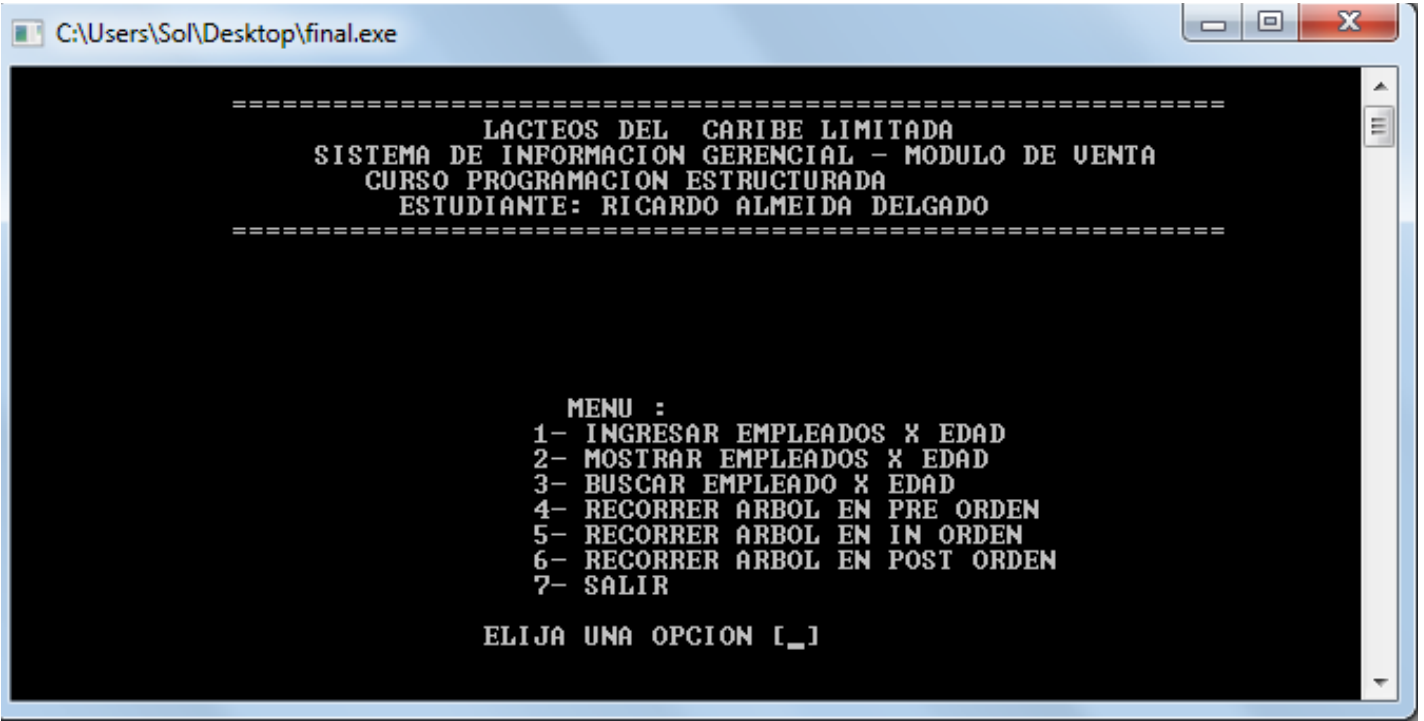 C:\Users\Sol\Desktop\final.exe
===========================================================
LACTEOS DEL  CARIBE LIMITADA
SISTEMA DE INFORMACION GERENCIAL - MODULO DE VENTA
CURSO PROGRAMACION ESTRUCTURADA
ESTUDIANTE: RICARDO ALMEIDA DELGADO
===========================================================
MENU :
1- INGRESAR EMPLEADOS X EDAD
2- MOSTRAR EMPLEADOS X EDAD
3- BUSCAR EMPLEADO X EDAD
4- RECORRER ARBOL EN PRE ORDEN
5- RECORRER ARBOL EN IN ORDEN
6- RECORRER ARBOL EN POST ORDEN
7- SALIR
ELIJA UNA OPCION [_]